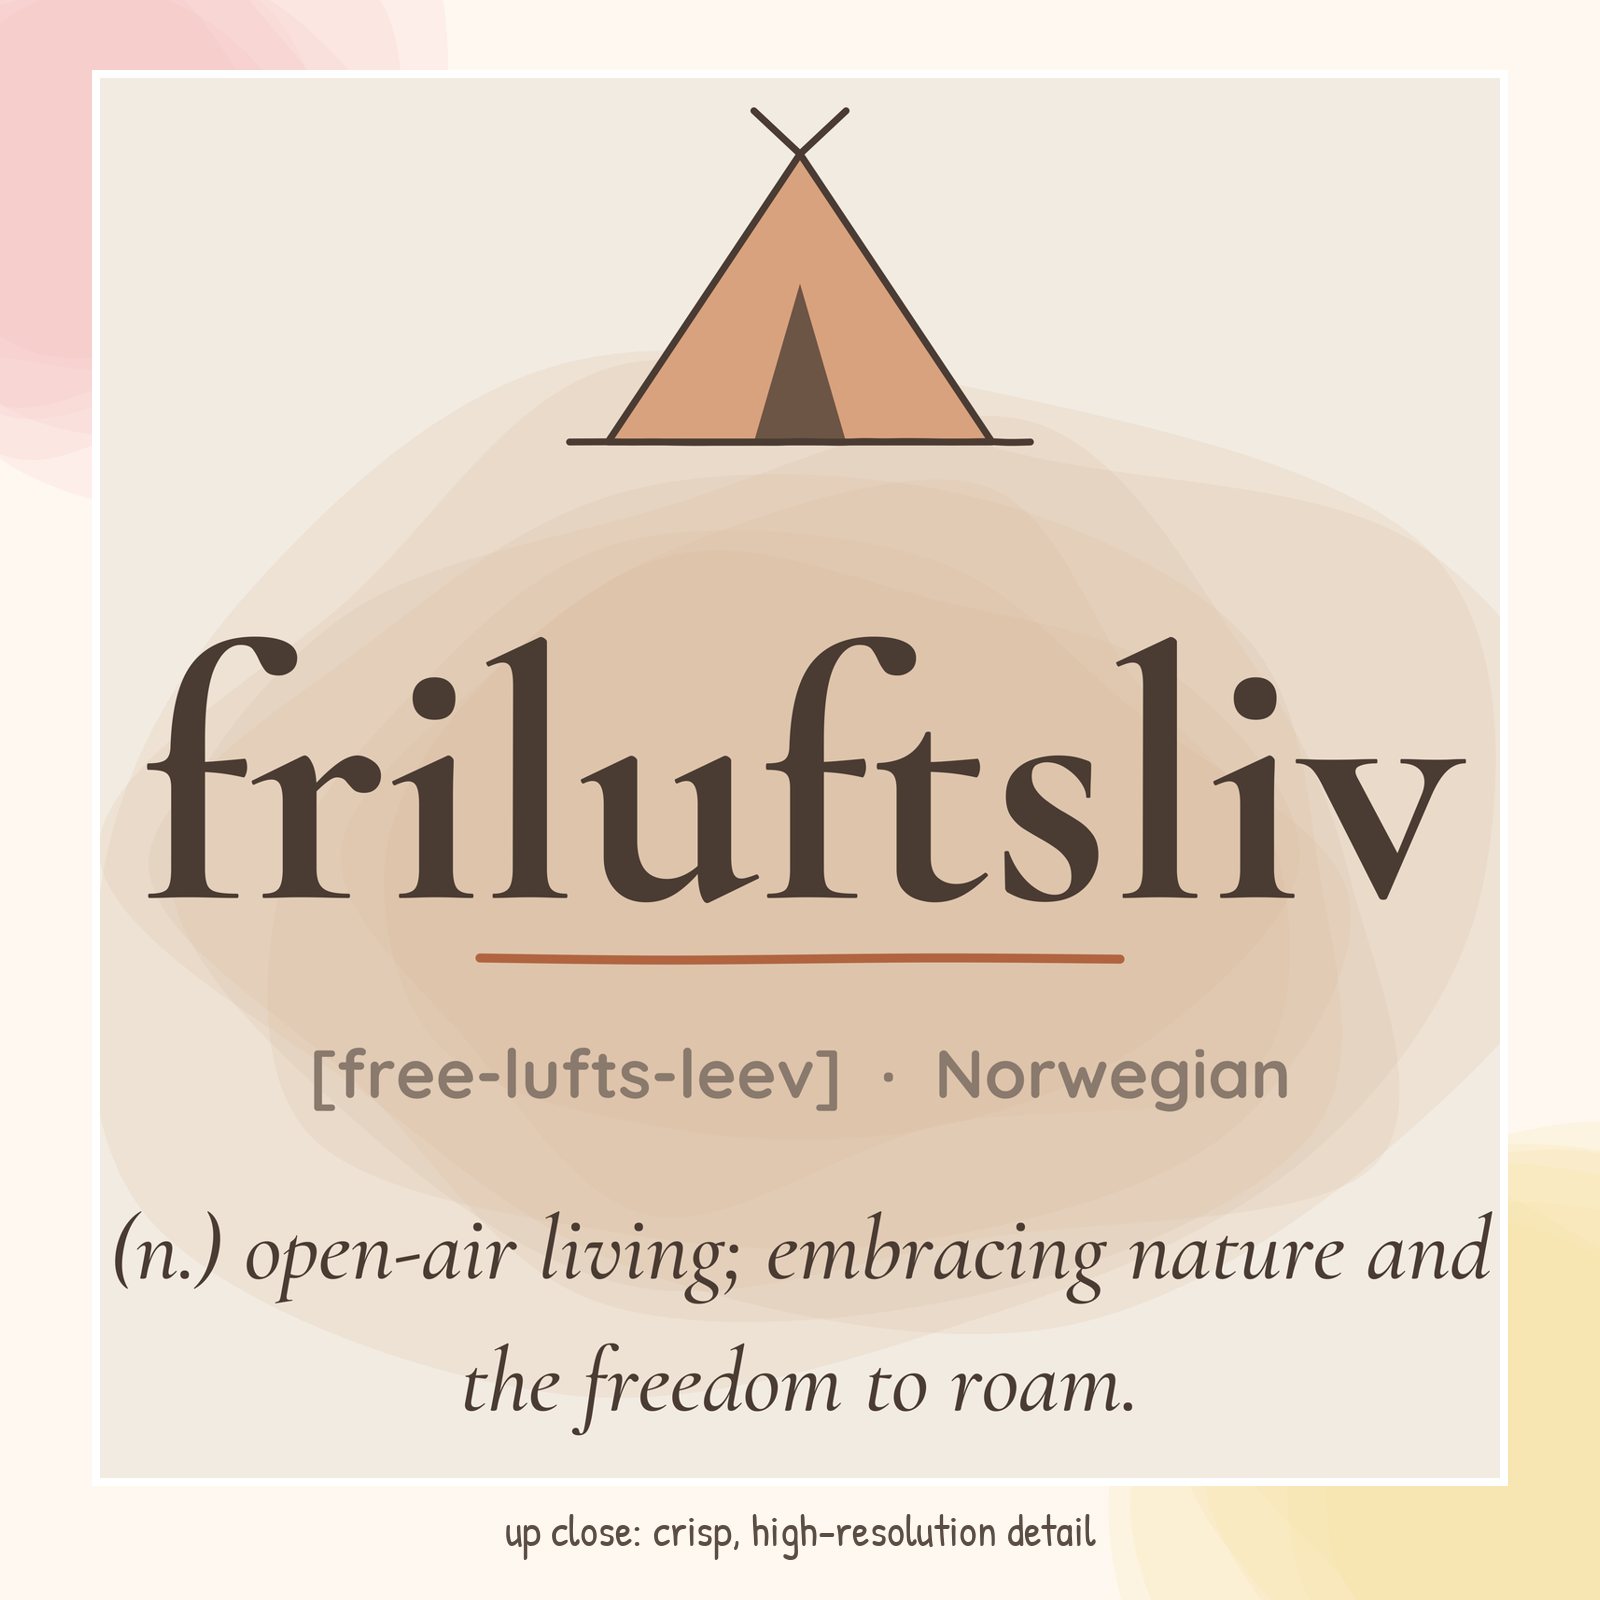 friluftsliv
[free-lufts-leev] · Norwegian
(n.) open-air living; embracing nature and
the freedom to roam.
up close: crisp, high-resolution detail